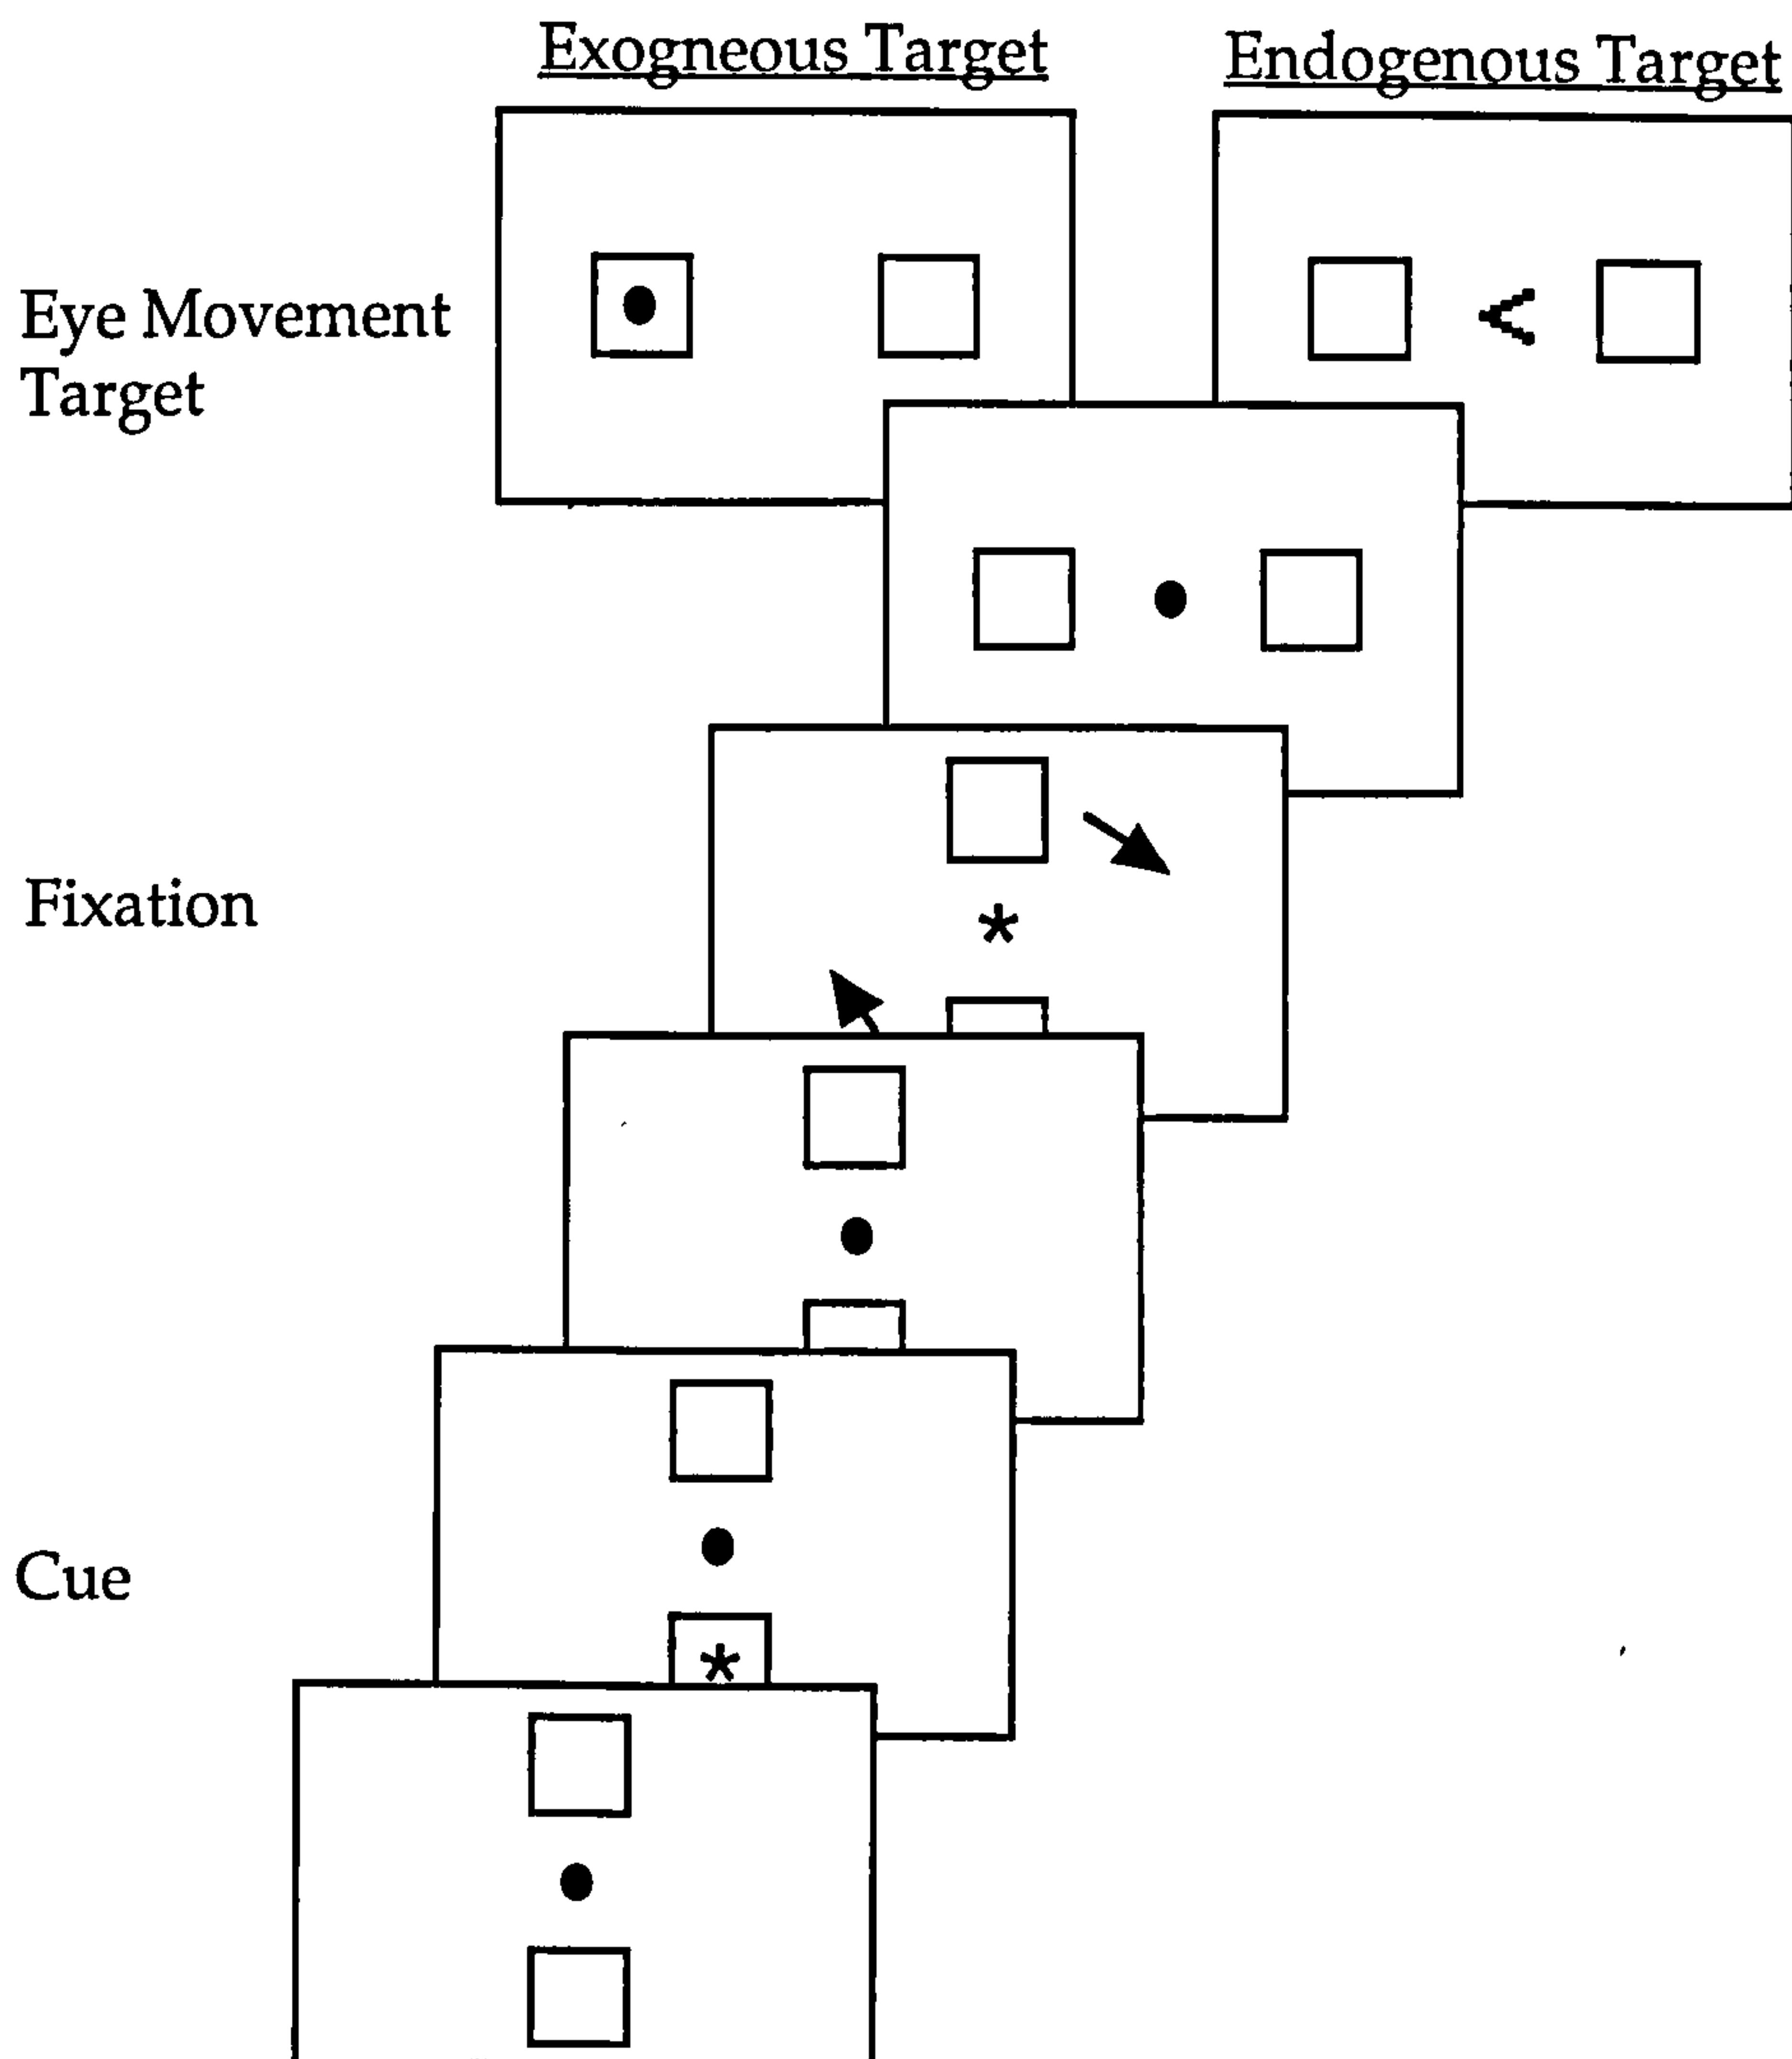 Exogneous Target
Endogenous Target
Eye Movement
Target
<
Fixation
*
Cue
*